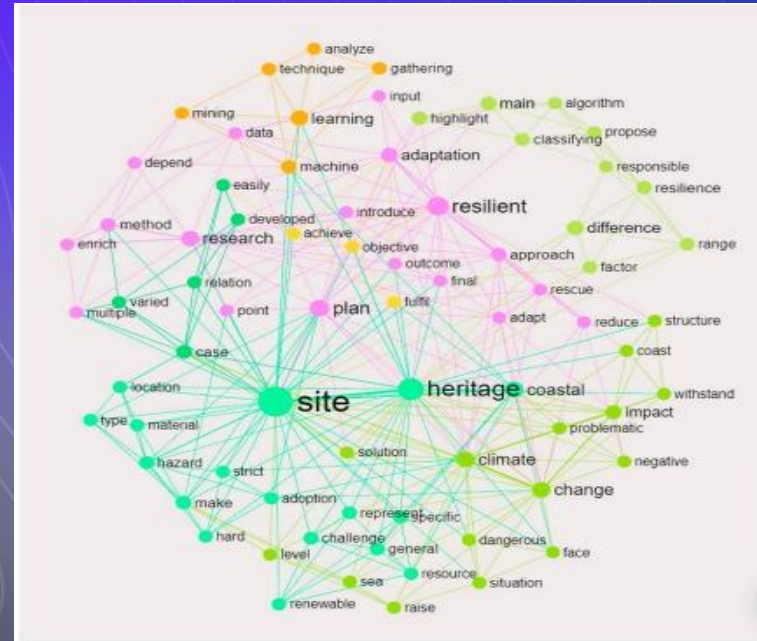 analyze
technique
gathering
input
mining
learning
highlight
main
algorithm
data
classifying
propose
depend
machine
adaptation
responsible
easily
resilience
developed
introduce
resilient
method
research
achieve
difference
enrich
objective
approach
range
outcome
factor
relation
final
rescue
varied
multiple
point
plan
fulfil
adapt
reduce
structure
case
coast
location
site
heritage
coastal
withstand
type
material
impact
problematic
hazard
strict
solution
climate
negative
make
adoption
represent
specific
change
hard
challenge
general
dangerous
level
face
sea
resource
situation
renewable
raise